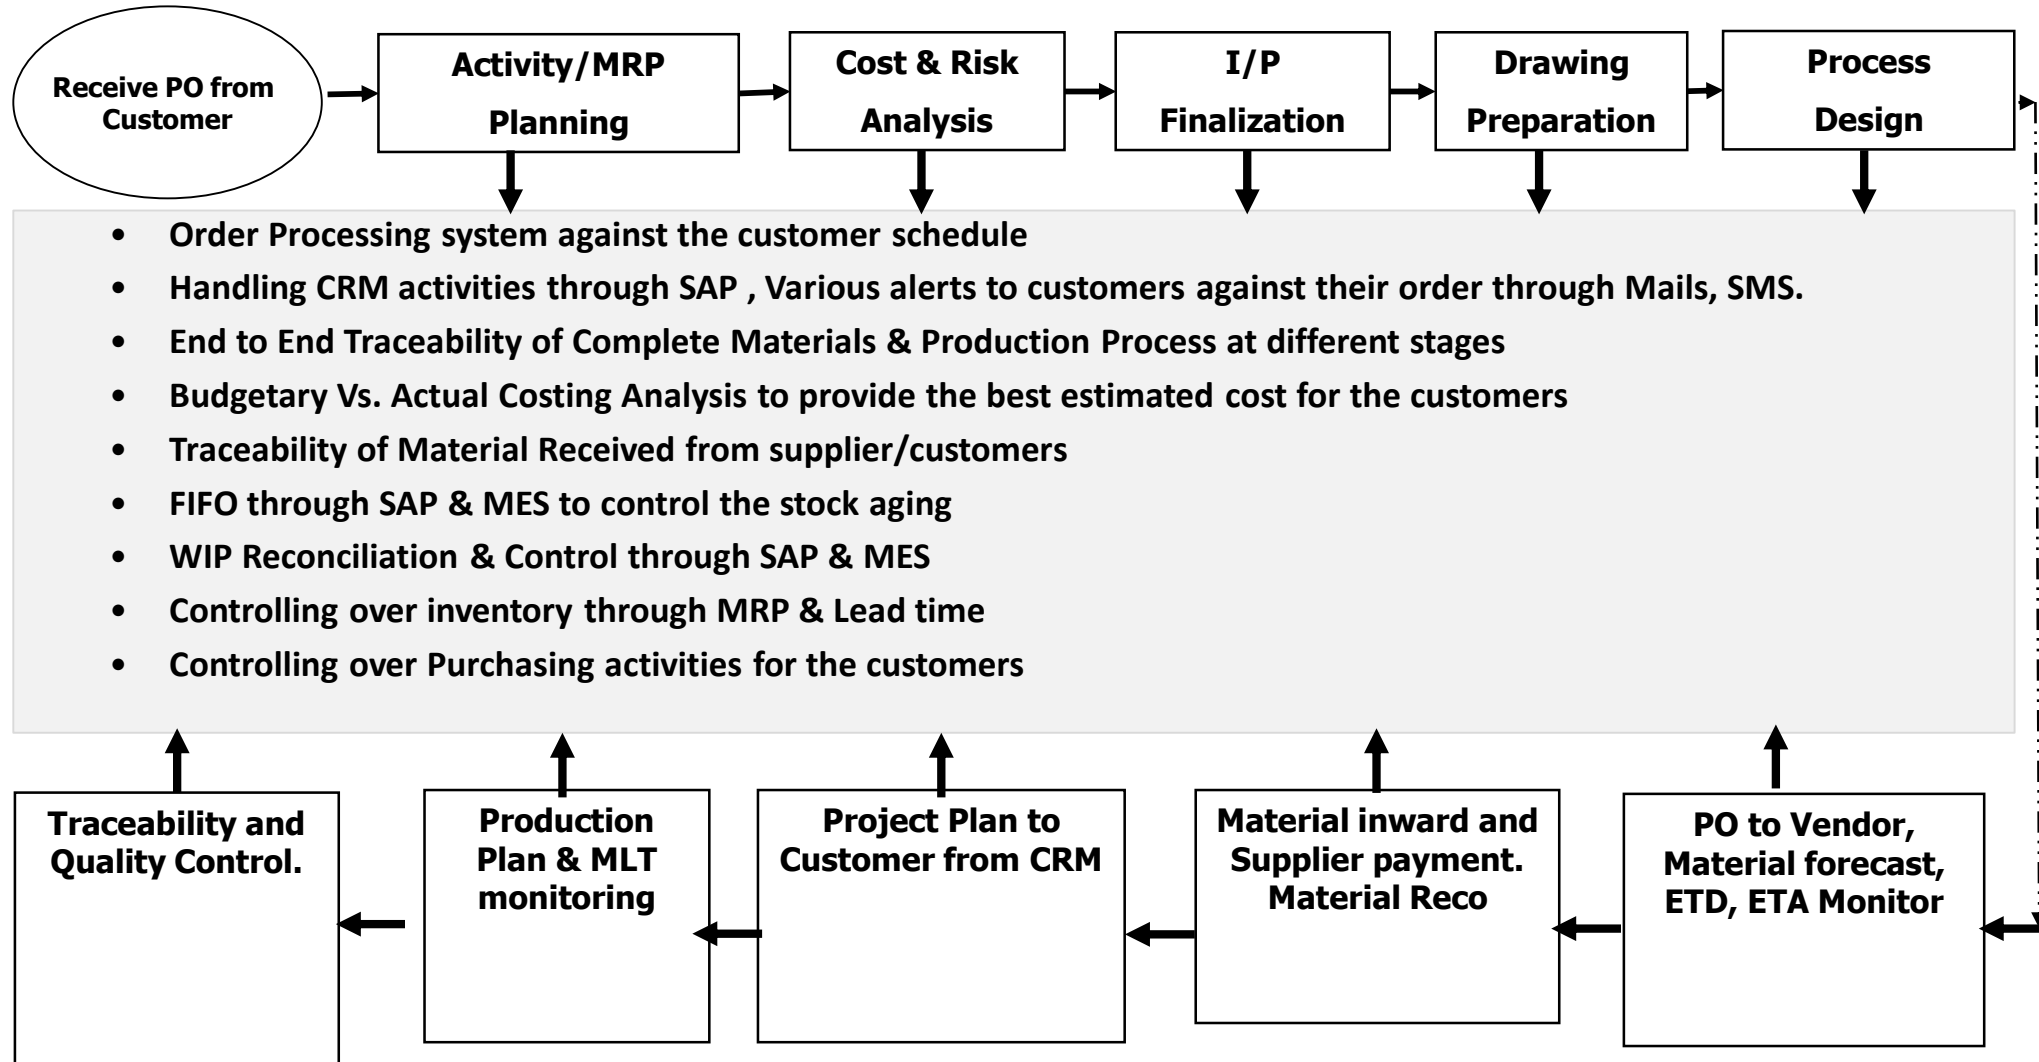 Receive PO from
Customer
Activity/MRP
Planning
Cost & Risk
Analysis
I/P
Finalization
Drawing
Preparation
Process
Design
• Order Processing system against the customer schedule
• Handling CRM activities through SAP , Various alerts to customers against their order through Mails, SMS.
• End to End Traceability of Complete Materials & Production Process at different stages
• Budgetary Vs. Actual Costing Analysis to provide the best estimated cost for the customers
• Traceability of Material Received from supplier/customers
• FIFO through SAP & MES to control the stock aging
• WIP Reconciliation & Control through SAP & MES
• Controlling over inventory through MRP & Lead time
• Controlling over Purchasing activities for the customers
Traceability and
Quality Control.
Production
Plan & MLT
monitoring
Project Plan to
Customer from CRM
Material inward and
Supplier payment.
Material Reco
PO to Vendor,
Material forecast,
ETD, ETA Monitor